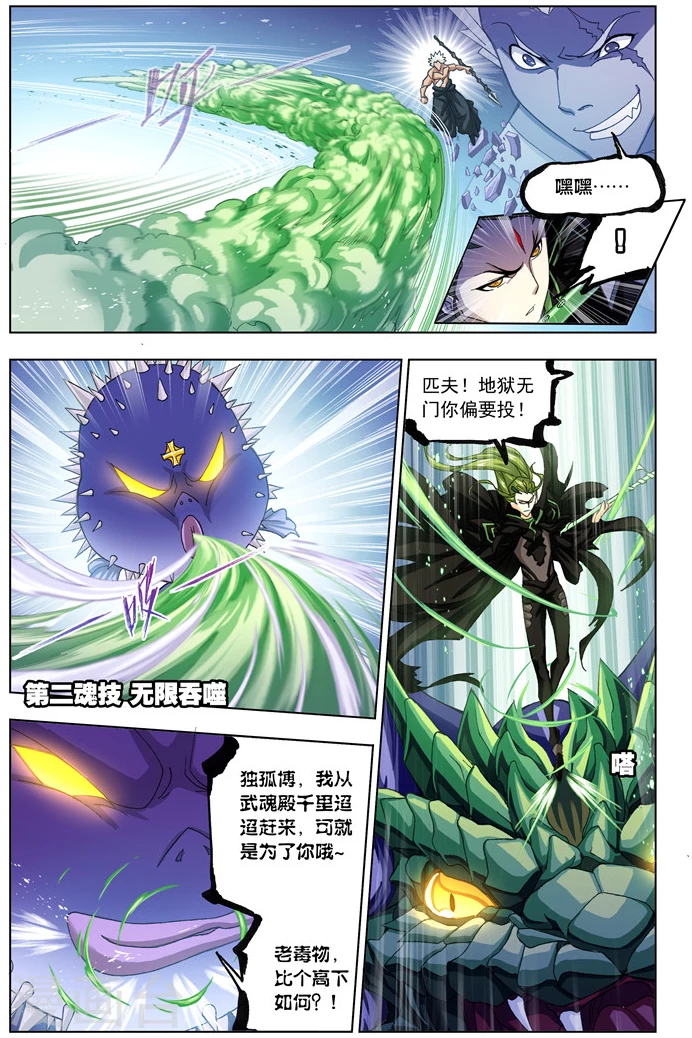 嘿嘿……
！
第二魂技 无限吞噬
独孤博，我从
武魂殿千里迢
迢赶来，可就
是为了你哦~
老毒物，
比个高下
如何？！
匹夫！地狱无
门你偏要投！
嗒